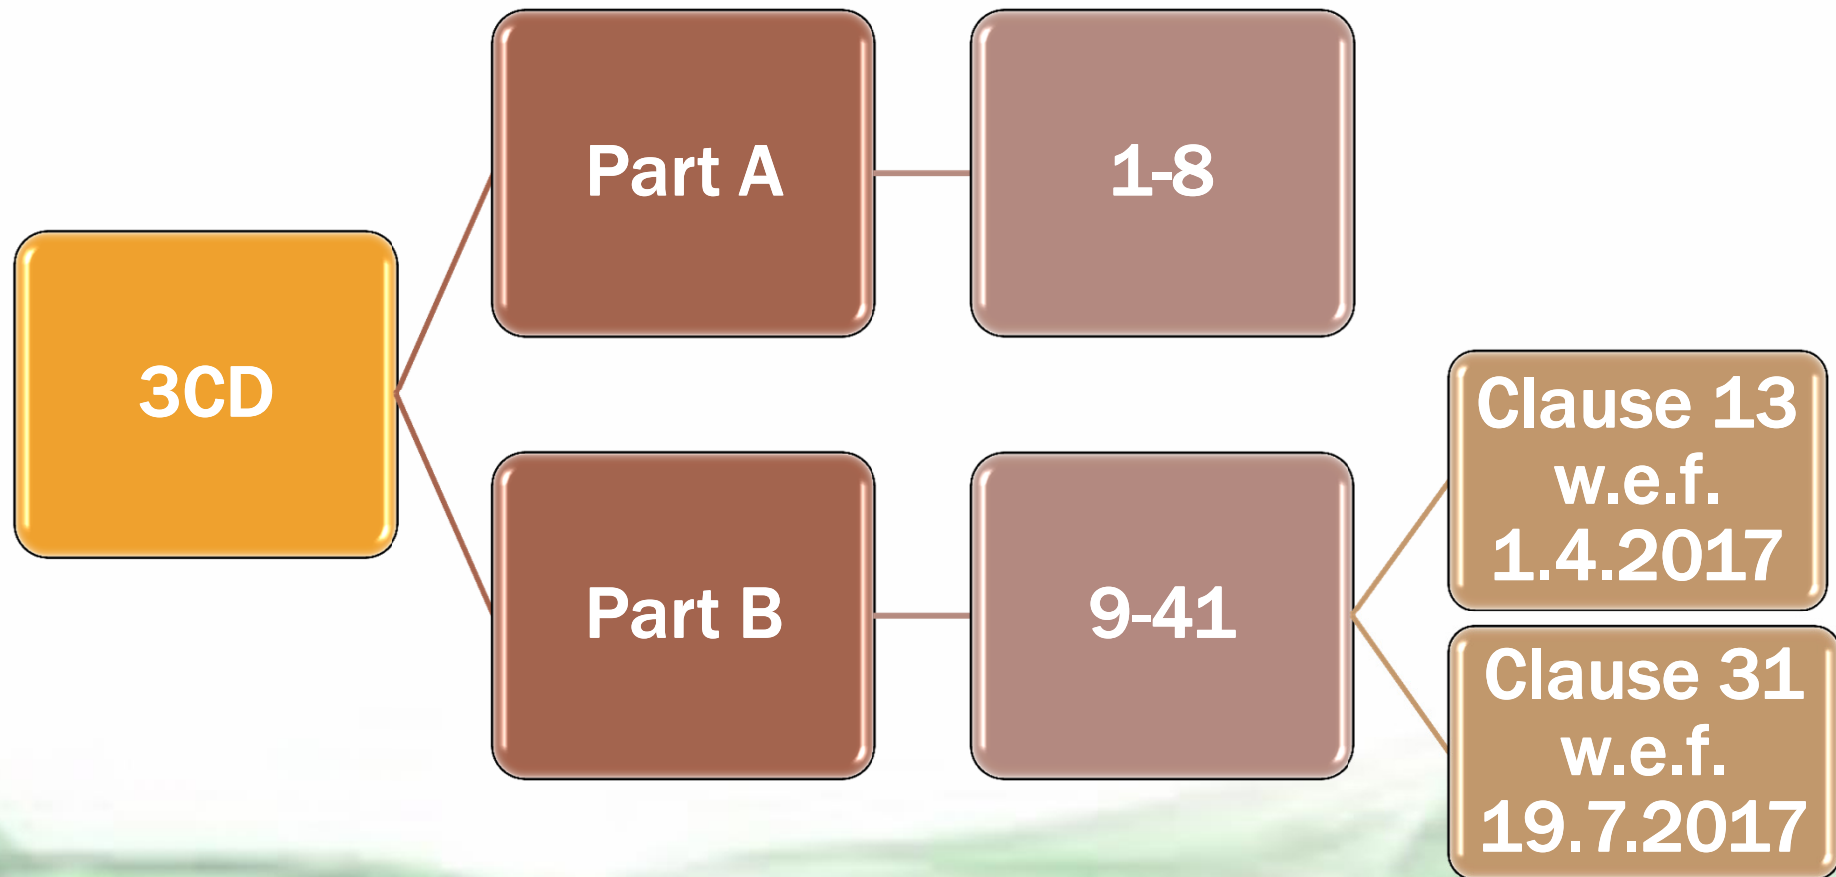 3CD
Part A
1-8
Part B
9-41
Clause 13
w.e.f.
1.4.2017
Clause 31
w.e.f.
19.7.2017